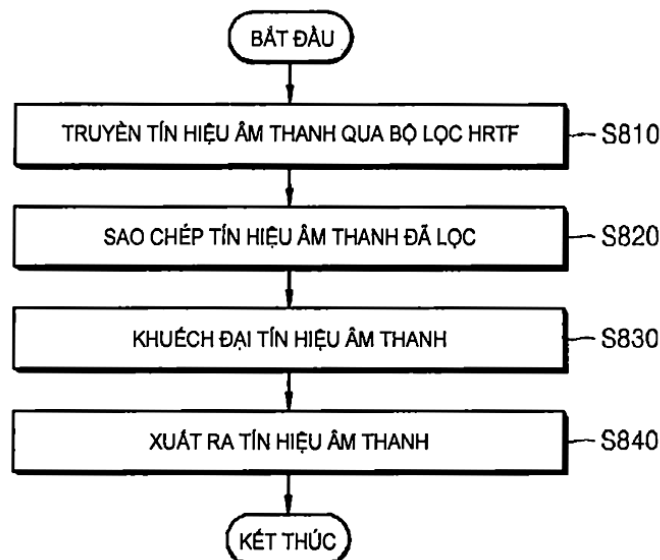 BẮT ĐẦU
TRUYỀN TÍN HIỆU ÂM THANH QUA BỘ LỌC HRTF S810
SAO CHÉP TÍN HIỆU ÂM THANH ĐÃ LỌC S820
KHUẾCH ĐẠI TÍN HIỆU ÂM THANH S830
XUẤT RA TÍN HIỆU ÂM THANH S840
KẾT THÚC